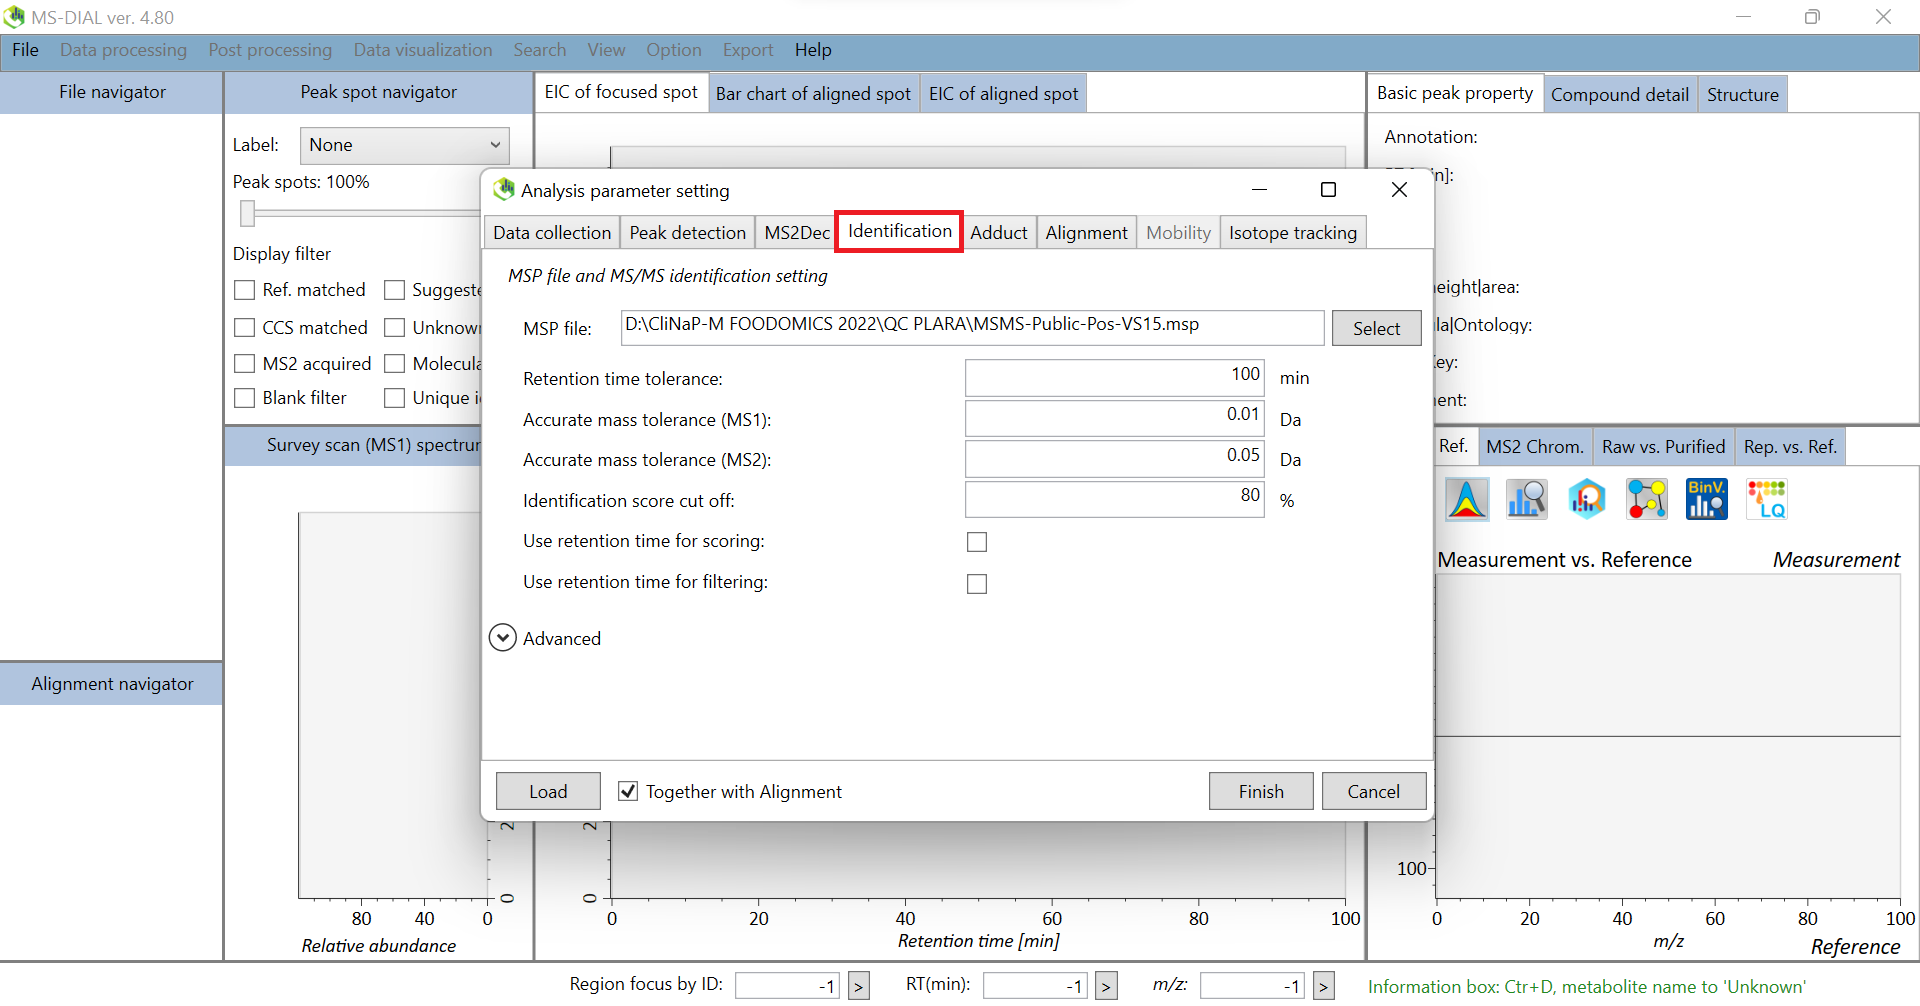 MS-DIAL ver. 4.80
File Data processing Post processing Data visualization Search View Option Export Help
File navigator
Peak spot navigator
EIC of focused spot Bar chart of aligned spot EIC of aligned spot
Basic peak property Compound detail Structure
Label: None
Peak spots: 100%
Display filter
Ref. matched
CCS matched Unknow
MS2 acquired Molecula
Blank filter Unique
Survey scan (MS1) spectru
Annotation:
in]:
eight|area:
la|Ontology:
ey:
ent:
Analysis parameter setting
Data collection Peak detection MS2Dec Identification Adduct Alignment Mobility Isotope tracking
MSP file and MS/MS identification setting
MSP file: D:\CliNaP-M FOODOMICS 2022\QC PLARA\MSMS-Public-Pos-VS15.msp Select
Retention time tolerance: 100 min
Accurate mass tolerance (MS1): 0.01 Da
Accurate mass tolerance (MS2): 0.05 Da
Identification score cut off: 80 %
Use retention time for scoring:
Use retention time for filtering:
Advanced
Load Together with Alignment Finish Cancel
Ref. MS2 Chrom. Raw vs. Purified Rep. vs. Ref.
BinV.
LQ
Measurement vs. Reference Measurement
Alignment navigator
2
0
80 40 0
Relative abundance
2
0
0 20 40 60 80 100
Retention time [min]
100
0 20 40 60 80 100
m/z
Reference
Region focus by ID: -1 > RT(min): -1 > m/z: -1 >
Information box: Ctr+D, metabolite name to 'Unknown'